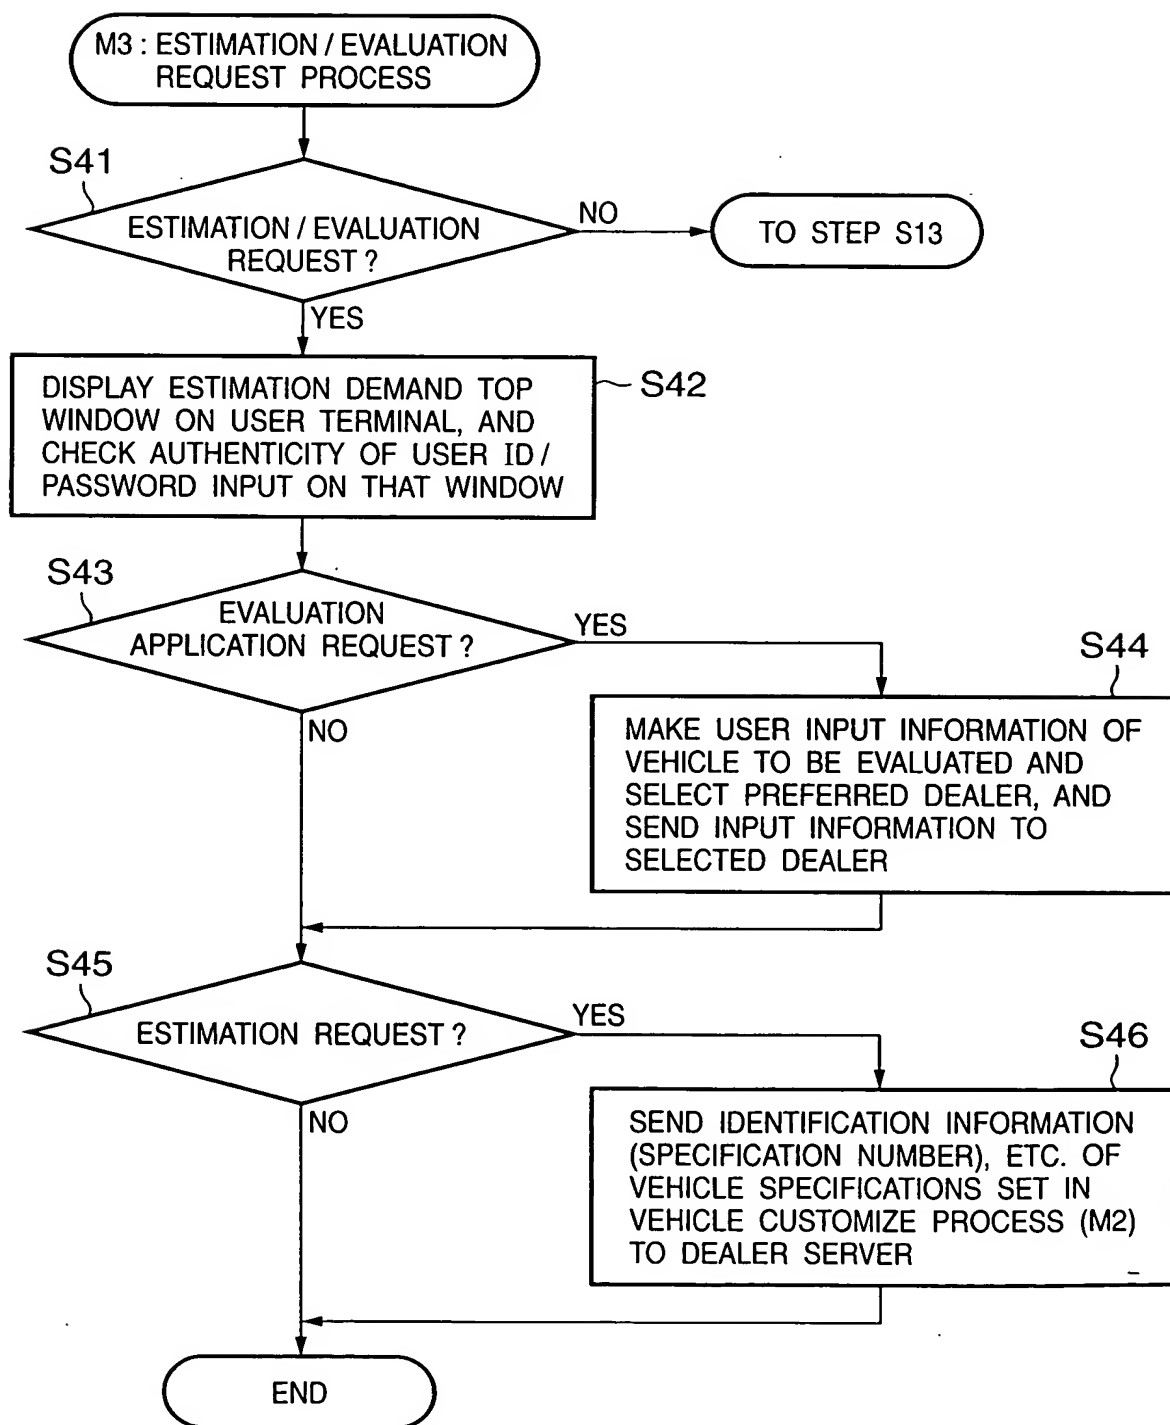 M3 : ESTIMATION / EVALUATION
REQUEST PROCESS
S41
ESTIMATION / EVALUATION
REQUEST ?
NO
TO STEP S13
YES
DISPLAY ESTIMATION DEMAND TOP
WINDOW ON USER TERMINAL, AND
CHECK AUTHENTICITY OF USER ID /
PASSWORD INPUT ON THAT WINDOW
S42
S43
EVALUATION
APPLICATION REQUEST ?
YES
NO
S44
MAKE USER INPUT INFORMATION OF
VEHICLE TO BE EVALUATED AND
SELECT PREFERRED DEALER, AND
SEND INPUT INFORMATION TO
SELECTED DEALER
S45
ESTIMATION REQUEST ?
YES
NO
S46
SEND IDENTIFICATION INFORMATION
(SPECIFICATION NUMBER), ETC. OF
VEHICLE SPECIFICATIONS SET IN
VEHICLE CUSTOMIZE PROCESS (M2)
TO DEALER SERVER
END